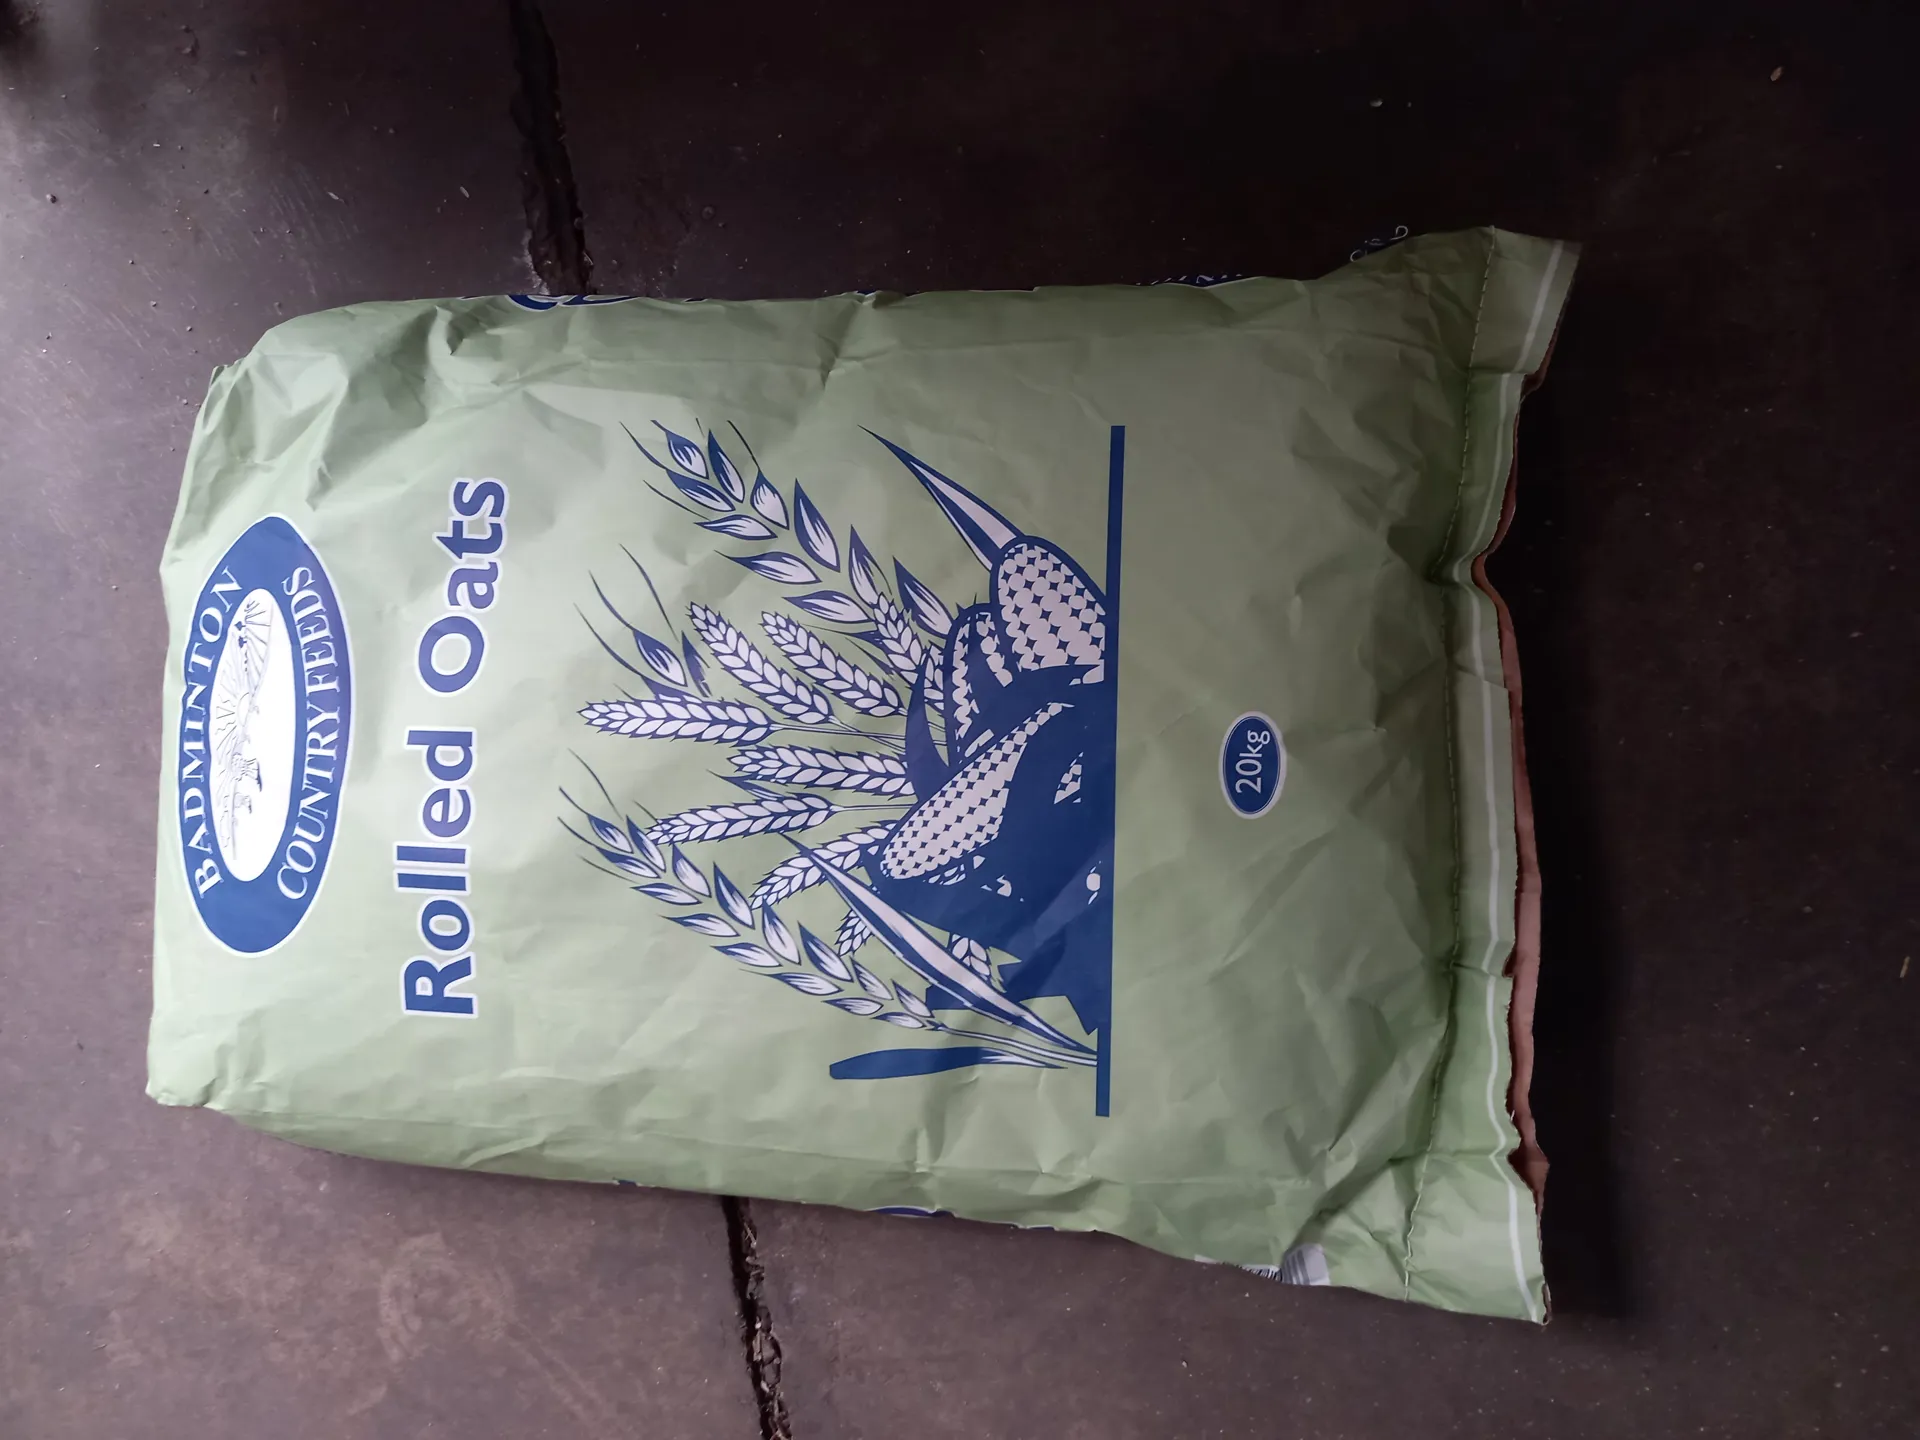 BADMINTON
COUNTRY FEEDS
Rolled Oats
20kg